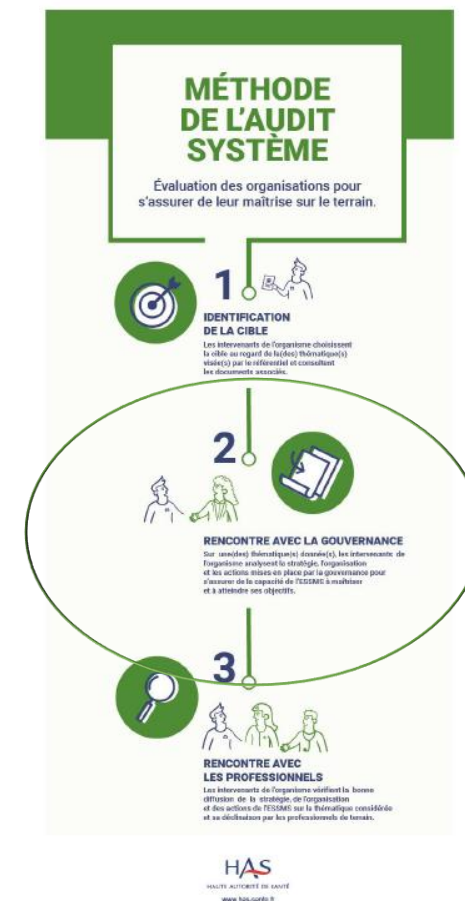 MÉTHODE
DE L'AUDIT
SYSTÈME
Évaluation des organisations pour
s'assurer de leur maîtrise sur le terrain.
1
IDENTIFICATION
DE LA CIBLE
Les intervenants de l'organisme choisissent
la cible au regard de la(des) thématique(s)
visée(s) par le référentiel et consultent
les documents associés.
2
RENCONTRE AVEC LA GOUVERNANCE
Sur une(des) thématique(s) donnée(s), les intervenants de
l'organisme analysent la stratégie, l'organisation
et les actions mises en place par la gouvernance pour
s'assurer de la capacité de l'ESSMS à maîtriser
et à atteindre ses objectifs.
3
RENCONTRE AVEC
LES PROFESSIONNELS
Les intervenants de l'organisme vérifient la bonne
diffusion de la stratégie, de l'organisation
et des actions de l'ESSMS sur la thématique considérée
et sa déclinaison par les professionnels de terrain.
HAS
HAUTE AUTORITÉ DE SANTÉ
www.has-sante.fr